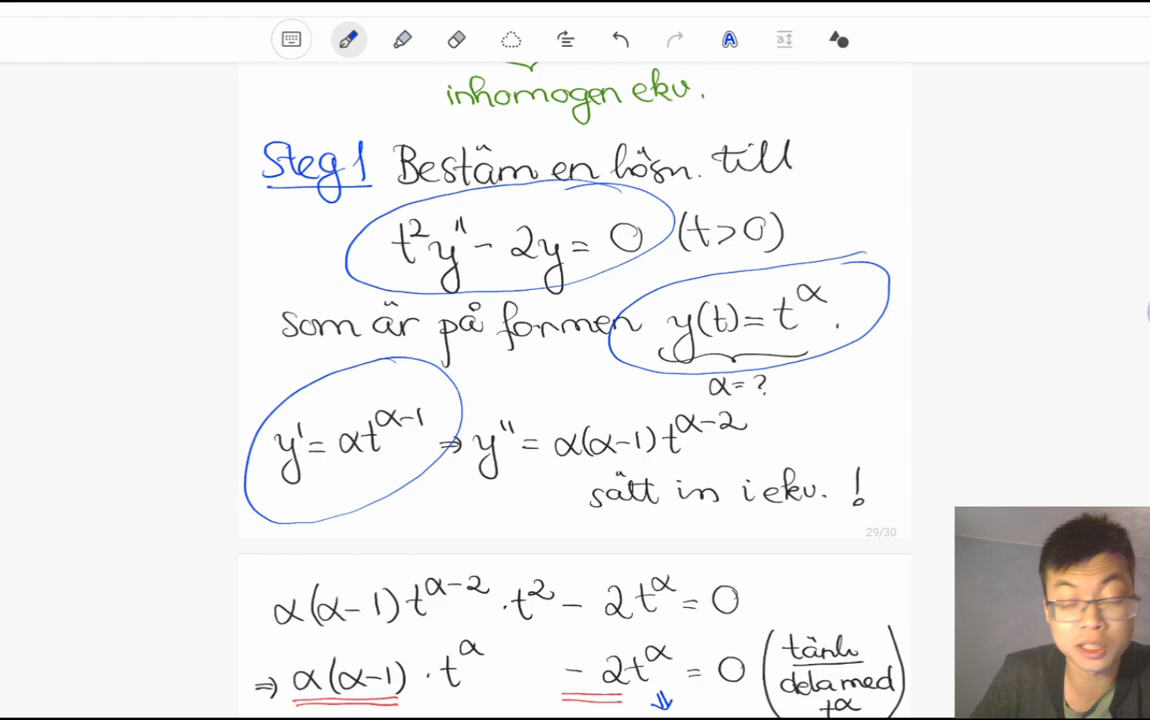 inhomogen ekv.
Steg 1 Bestäm en lösn. till
t²y'' - 2y = 0 (t>0)
som är på formen y(t) = t^α.
α = ?
y' = αt^(α-1) ⇒ y'' = α(α-1)t^(α-2)
sätt in i ekv. !
29/30
α(α-1)t^(α-2) · t² - 2t^α = 0
⇒ α(α-1) · t^α - 2t^α = 0 (tänk
dela med
t^α